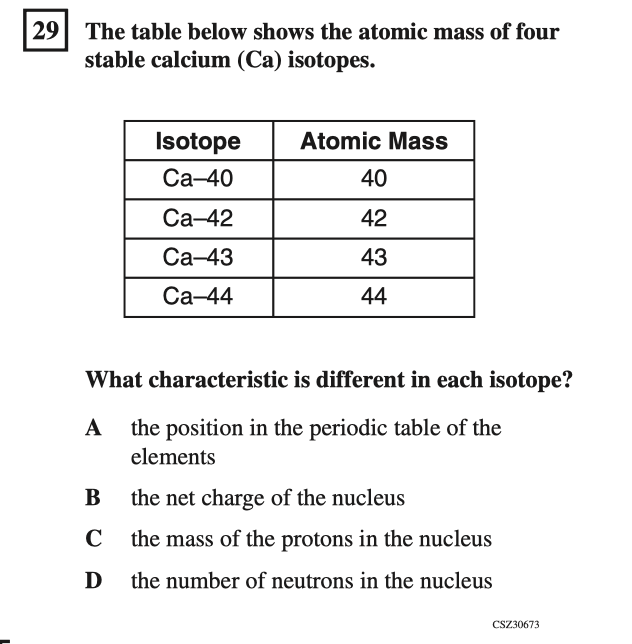 29 The table below shows the atomic mass of four
stable calcium (Ca) isotopes.
Isotope Atomic Mass
Ca–40 40
Ca–42 42
Ca–43 43
Ca–44 44
What characteristic is different in each isotope?
A the position in the periodic table of the
elements
B the net charge of the nucleus
C the mass of the protons in the nucleus
D the number of neutrons in the nucleus
CSZ30673